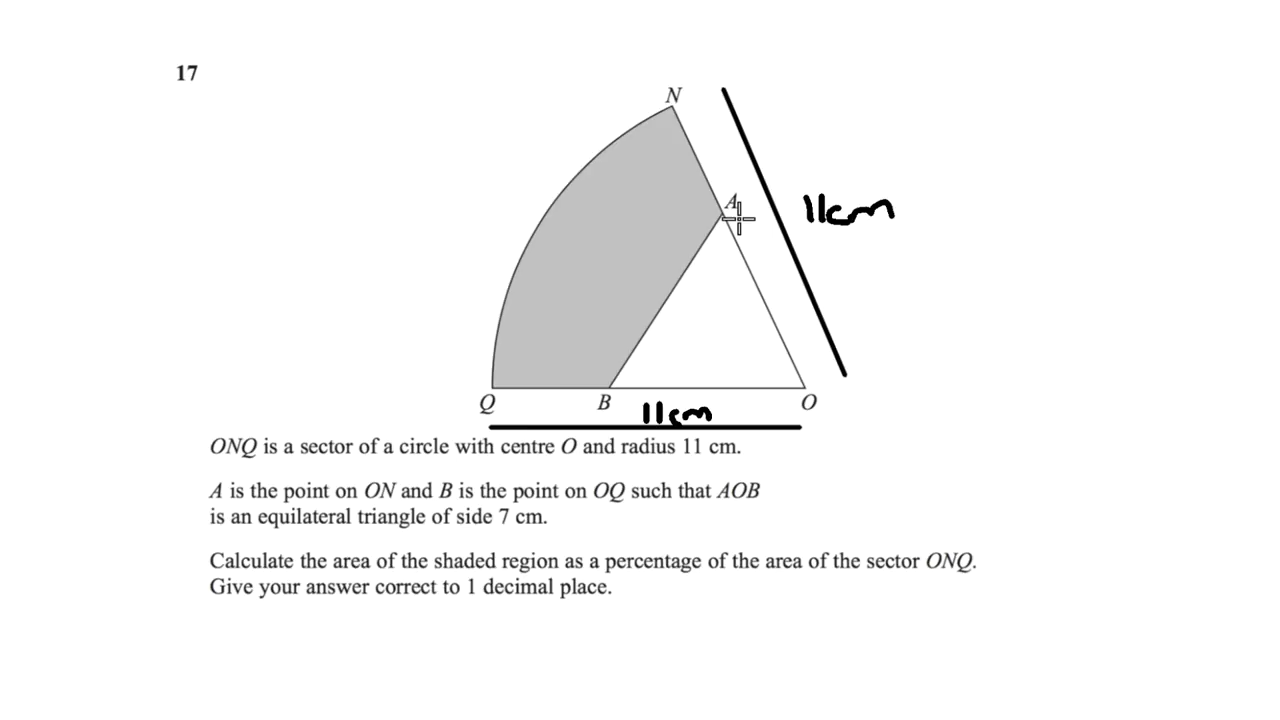 17
N
A
11cm
Q
B
O
11cm
ONQ is a sector of a circle with centre O and radius 11 cm.
A is the point on ON and B is the point on OQ such that AOB
is an equilateral triangle of side 7 cm.
Calculate the area of the shaded region as a percentage of the area of the sector ONQ.
Give your answer correct to 1 decimal place.